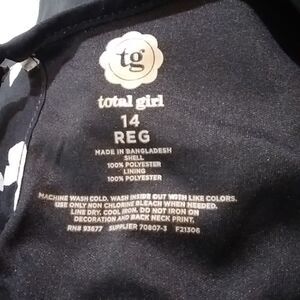 tg
total girl
14
REG
MADE IN BANGLADESH
SHELL
100% POLYESTER
LINING
100% POLYESTER
MACHINE WASH COLD. WASH INSIDE OUT WITH LIKE COLORS.
USE ONLY NON CHLORINE BLEACH WHEN NEEDED.
LINE DRY. COOL IRON. DO NOT IRON ON
DECORATION AND BACK NECK PRINT.
RN# 93677 SUPPLIER 70807-3 F21306